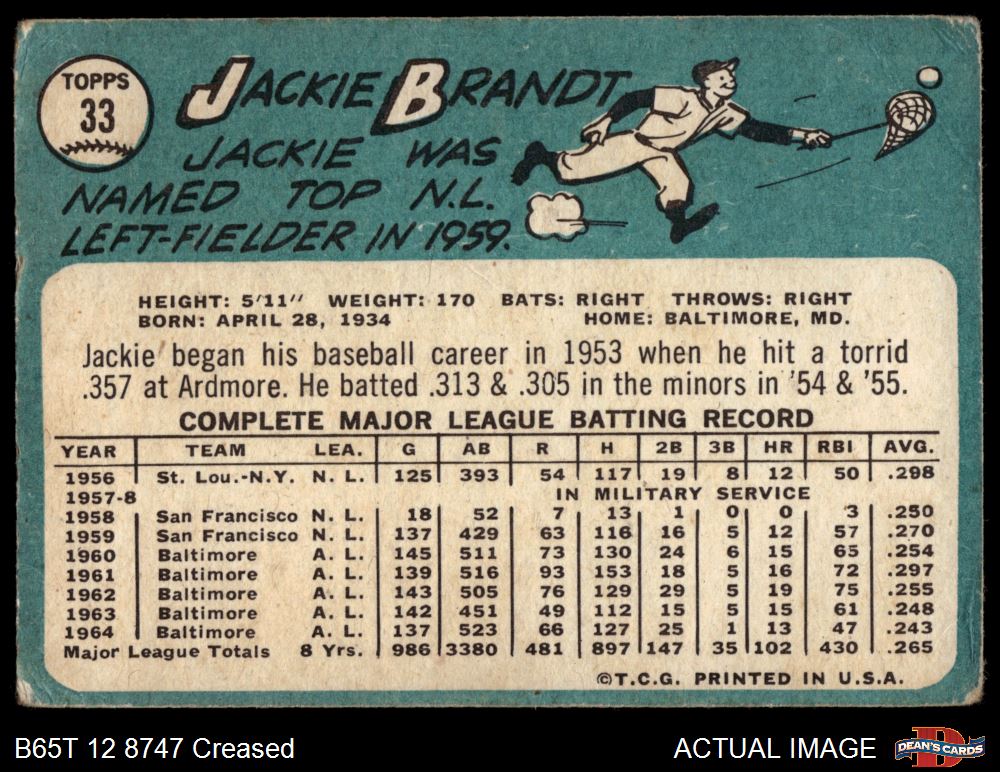 TOPPS
33
JACKIE BRANDT
JACKIE WAS
NAMED TOP N.L.
LEFT-FIELDER IN 1959.
HEIGHT: 5'11" WEIGHT: 170 BATS: RIGHT THROWS: RIGHT
BORN: APRIL 28, 1934 HOME: BALTIMORE, MD.
Jackie began his baseball career in 1953 when he hit a torrid
.357 at Ardmore. He batted .313 & .305 in the minors in '54 & '55.
COMPLETE MAJOR LEAGUE BATTING RECORD
YEAR TEAM LEA. G AB R H 2B 3B HR RBI AVG.
1956 St. Lou.-N.Y. N. L. 125 393 54 117 19 8 12 50 .298
1957-8 IN MILITARY SERVICE
1958 San Francisco N. L. 18 52 7 13 1 0 0 3 .250
1959 San Francisco N. L. 137 429 63 116 16 5 12 57 .270
1960 Baltimore A. L. 145 511 73 130 24 6 15 65 .254
1961 Baltimore A. L. 139 516 93 153 18 5 16 72 .297
1962 Baltimore A. L. 143 505 76 129 29 5 19 75 .255
1963 Baltimore A. L. 142 451 49 112 15 5 15 61 .248
1964 Baltimore A. L. 137 523 66 127 25 1 13 47 .243
Major League Totals 8 Yrs. 986 3380 481 897 147 35 102 430 .265
©T.C.G. PRINTED IN U.S.A.
B65T 12 8747 Creased
ACTUAL IMAGE
DEAN'S CARDS